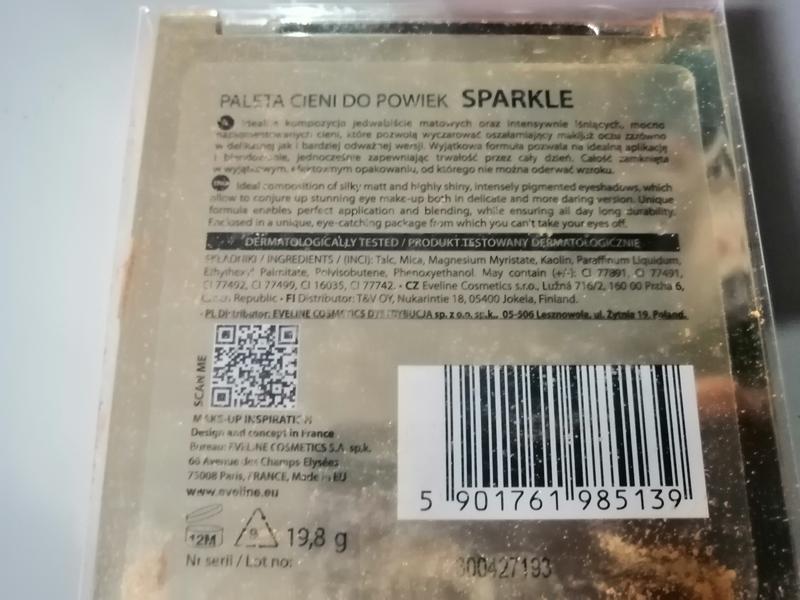 PALETA CIENI DO POWIEK SPARKLE
PL Idealna kompozycja jedwabiście matowych oraz intensywnie lśniących, mocno
napigmentowanych cieni, które pozwolą wyczarować oszałamiający makijaż oczu zarówno
w delikatnej jak i bardziej odważnej wersji. Wyjątkowa formuła pozwala na idealną aplikację
i blendowanie, jednocześnie zapewniając trwałość przez cały dzień. Całość zamknięta
w wyjątkowym, efektownym opakowaniu, od którego nie można oderwać wzroku.
Ideal composition of silky matt and highly shiny, intensely pigmented eyeshadows, which
allow to conjure up stunning eye make-up both in delicate and more daring version. Unique
formula enables perfect application and blending, while ensuring all day long durability.
Enclosed in a unique, eye-catching package from which you can't take your eyes off.
DERMATOLOGICALLY TESTED / PRODUKT TESTOWANY DERMATOLOGICZNIE
SKŁADNIKI / INGREDIENTS / (INCI): Talc, Mica, Magnesium Myristate, Kaolin, Paraffinum Liquidum,
Ethylhexyl Palmitate, Polyisobutene, Phenoxyethanol. May contain (+/-): CI 77891, CI 77491,
CI 77492, CI 77499, CI 16035, CI 77742. • CZ Eveline Cosmetics s.r.o., Lužná 716/2, 160 00 Praha 6,
Czech Republic • FI Distributor: T&V OY, Nukarintie 18, 05400 Jokela, Finland.
• PL Distributor: EVELINE COSMETICS DYSTRYBUCJA sp. z o.o. sp.k., 05-506 Lesznowola, ul. Żytnia 19, Poland.
SCAN ME
MAKE-UP INSPIRATION
Design and concept in France
Bureau: EVELINE COSMETICS S.A. sp.k.
66 Avenue des Champs Elysées
75008 Paris, FRANCE, Made in EU
www.eveline.eu
5 901761 985139
12M
9
19,8 g
Nr serii / Lot no:
300427193